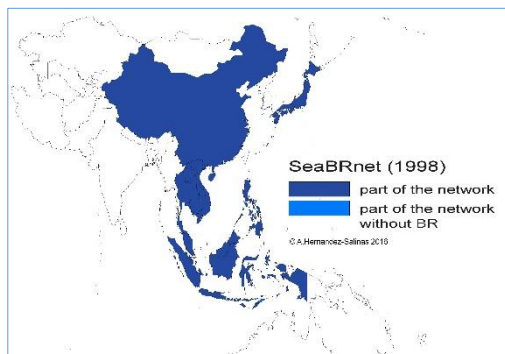 SeaBRnet (1998)
part of the network
part of the network
without BR
© A.Hernandez-Salinas 2016